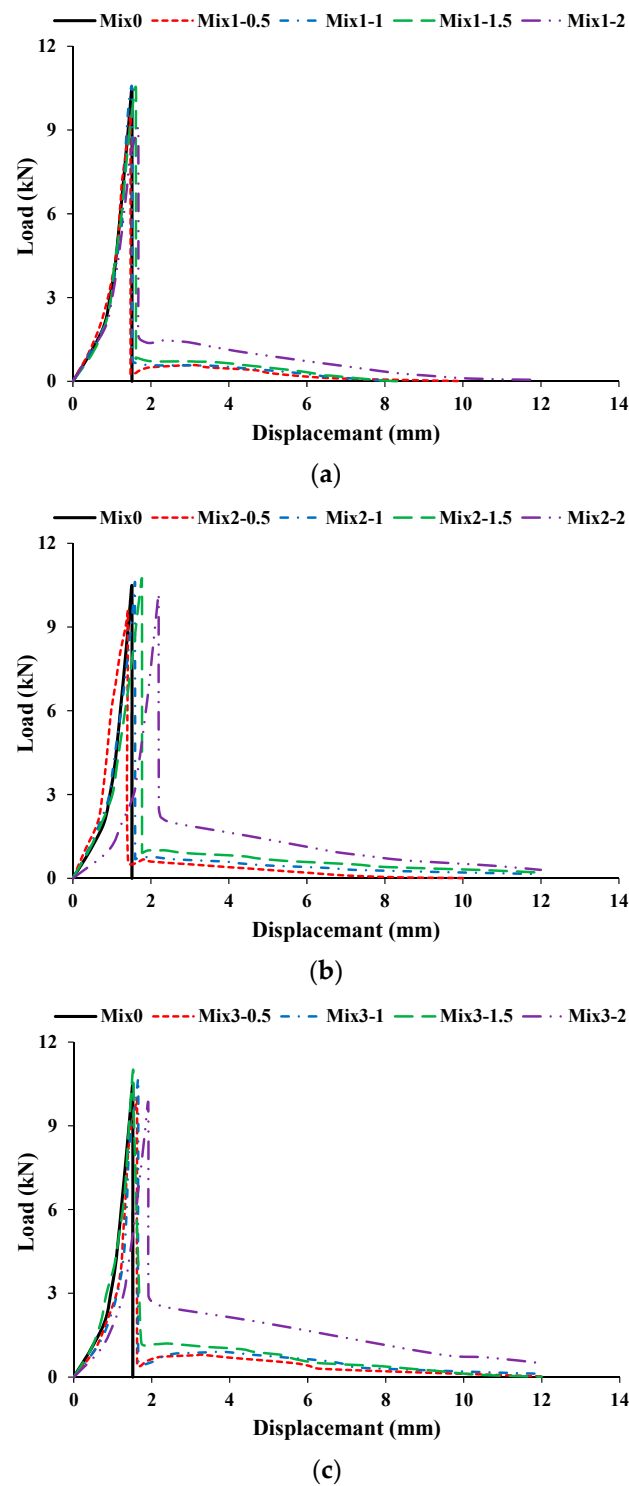 Mix0 Mix1-0.5 Mix1-1 Mix1-1.5 Mix1-2
12
9
6
3
0
Load (kN)
0 2 4 6 8 10 12 14
Displacemant (mm)
(a)
Mix0 Mix2-0.5 Mix2-1 Mix2-1.5 Mix2-2
12
9
6
3
0
Load (kN)
0 2 4 6 8 10 12 14
Displacemant (mm)
(b)
Mix0 Mix3-0.5 Mix3-1 Mix3-1.5 Mix3-2
12
9
6
3
0
Load (kN)
0 2 4 6 8 10 12 14
Displacemant (mm)
(c)